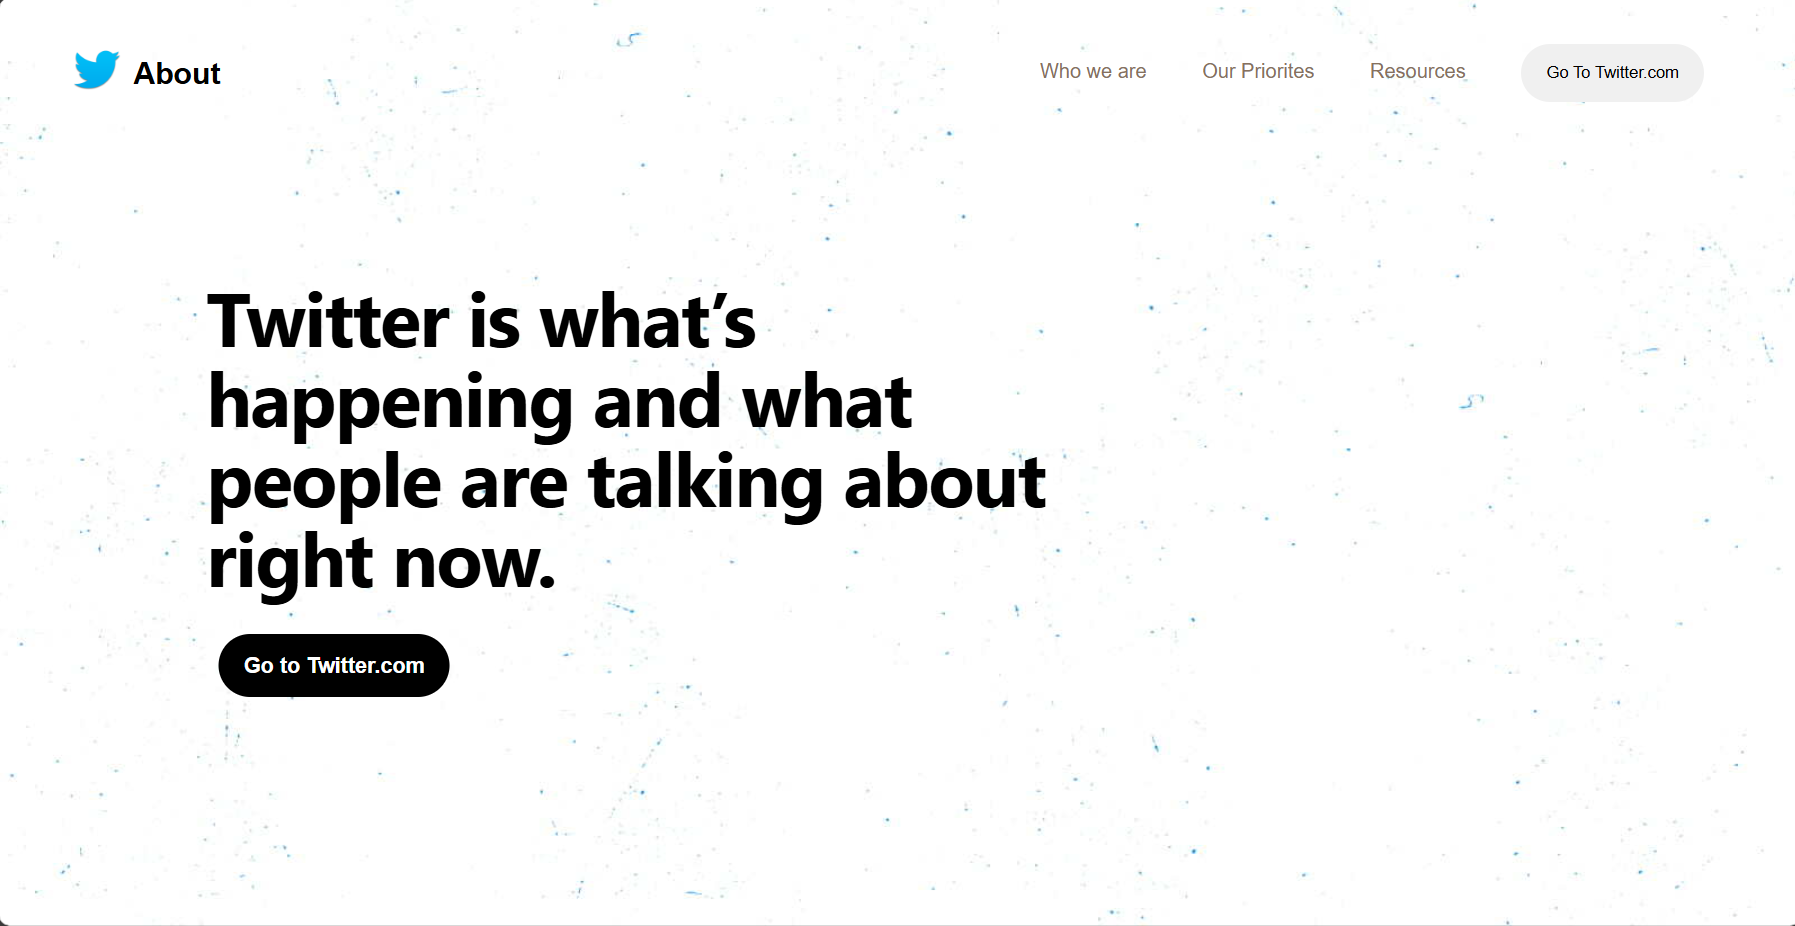 About
Who we are
Our Priorites
Resources
Go To Twitter.com
Twitter is what’s
happening and what
people are talking about
right now.
Go to Twitter.com